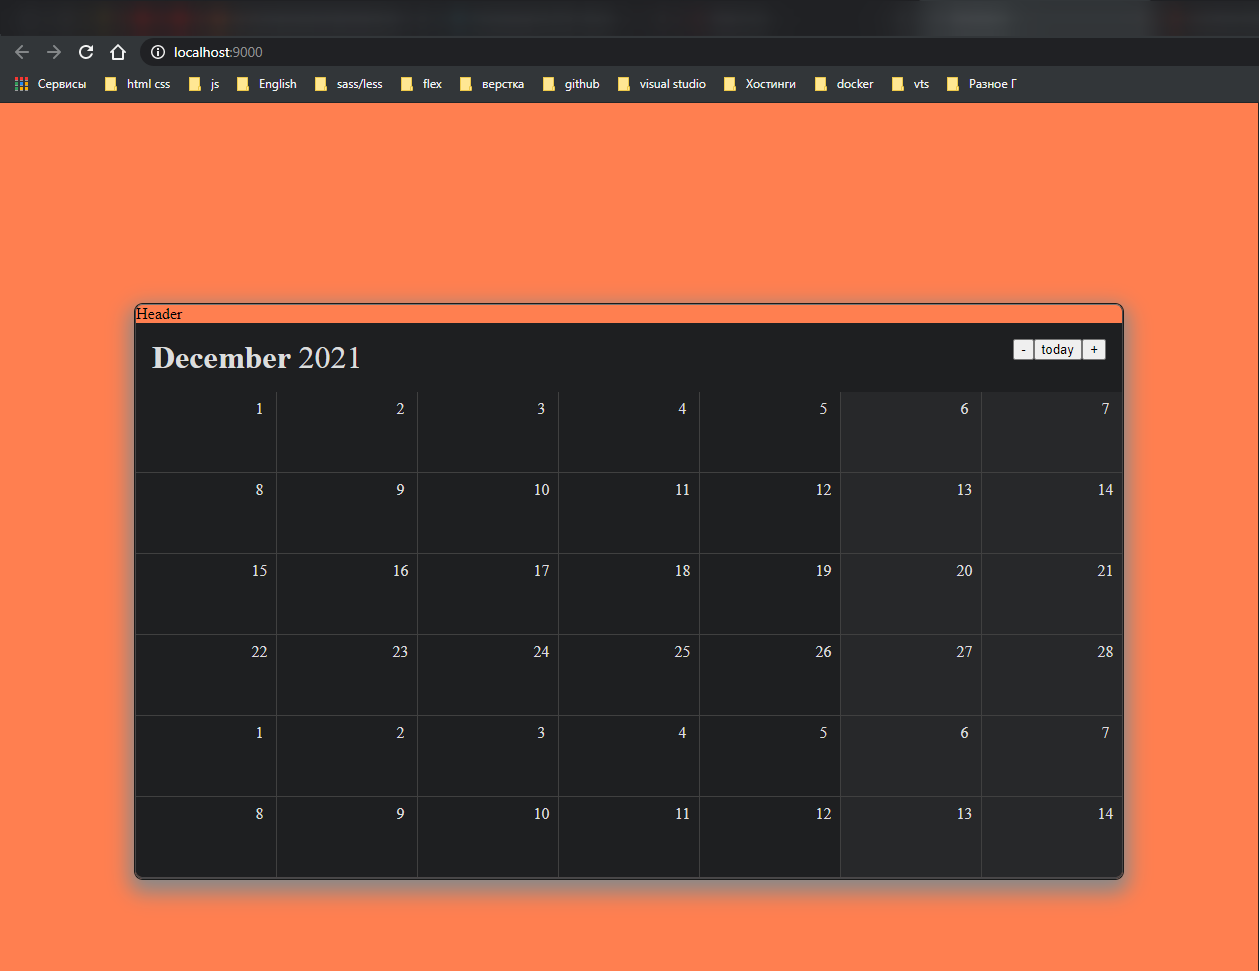 localhost:9000
Сервисы html css js English sass/less flex верстка github visual studio Хостинги docker vts Разное Г
Header
December 2021 - today +
1 2 3 4 5 6 7
8 9 10 11 12 13 14
15 16 17 18 19 20 21
22 23 24 25 26 27 28
1 2 3 4 5 6 7
8 9 10 11 12 13 14